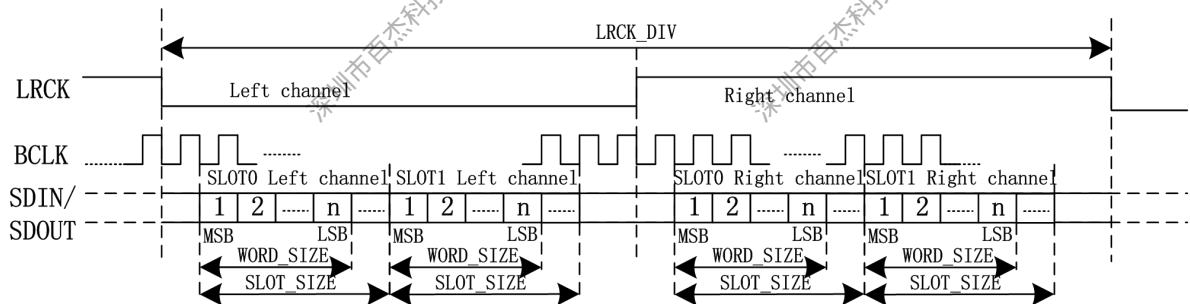 LRCK_DIV
LRCK
Left channel
Right channel
BCLK
SLOT0 Left channel SLOT1 Left channel SLOT0 Right channel SLOT1 Right channel
SDIN/
SDOUT
1 2 n 1 2 n 1 2 n 1 2 n
MSB LSB MSB LSB MSB LSB MSB LSB
WORD_SIZE WORD_SIZE WORD_SIZE WORD_SIZE
SLOT_SIZE SLOT_SIZE SLOT_SIZE SLOT_SIZE
深圳市百杰科技
深圳市百杰科